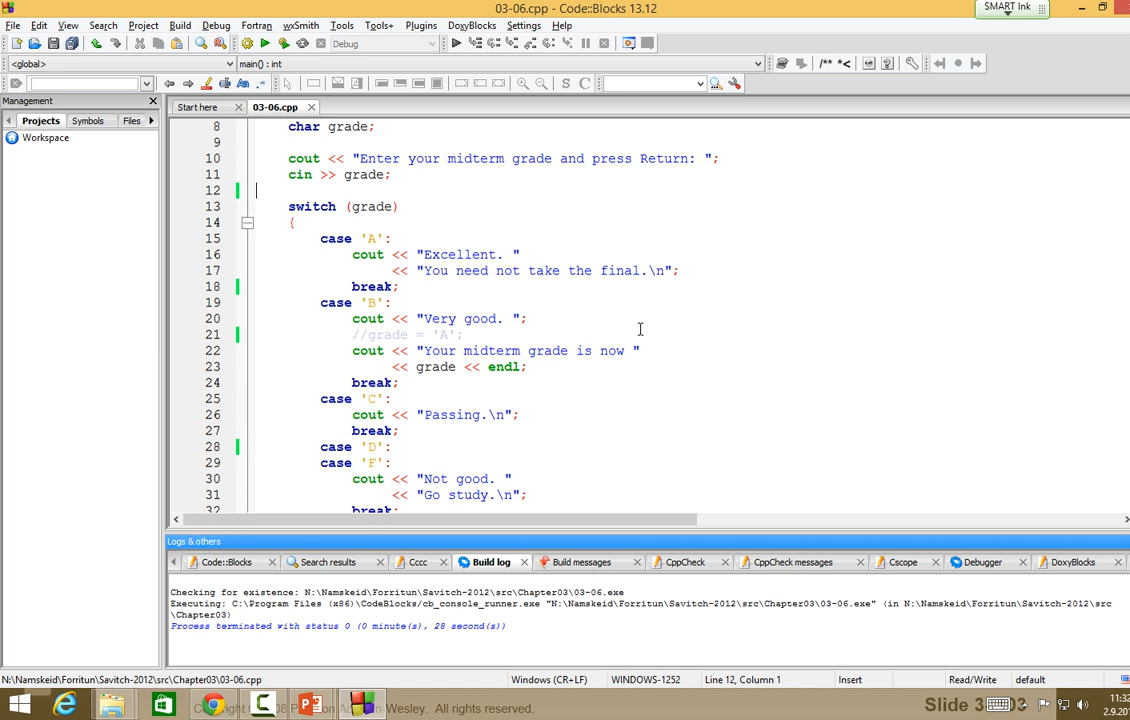 03-06.cpp - Code::Blocks 13.12
SMART Ink
File Edit View Search Project Build Debug Fortran wxSmith Tools Tools+ Plugins DoxyBlocks Settings Help
Debug
<global> main() : int
/** *<
Aa .* S C
Management
Start here 03-06.cpp
Projects Symbols Files
Workspace
8 char grade;
9
10 cout << "Enter your midterm grade and press Return: ";
11 cin >> grade;
12
13 switch (grade)
14 {
15 case 'A':
16 cout << "Excellent. "
17 << "You need not take the final.\n";
18 break;
19 case 'B':
20 cout << "Very good. ";
21 //grade = 'A';
22 cout << "Your midterm grade is now "
23 << grade << endl;
24 break;
25 case 'C':
26 cout << "Passing.\n";
27 break;
28 case 'D':
29 case 'F':
30 cout << "Not good. "
31 << "Go study.\n";
32 break;
Logs & others
Code::Blocks Search results Cccc Build log Build messages CppCheck CppCheck messages Cscope Debugger DoxyBlocks
Checking for existence: N:\Namskeid\Forritun\Savitch-2012\src\Chapter03\03-06.exe
Executing: C:\Program Files (x86)\CodeBlocks/cb_console_runner.exe "N:\Namskeid\Forritun\Savitch-2012\src\Chapter03\03-06.exe" (in N:\Namskeid\Forritun\Savitch-2012\src
\Chapter03)
Process terminated with status 0 (0 minute(s), 28 second(s))
N:\Namskeid\Forritun\Savitch-2012\src\Chapter03\03-06.cpp Windows (CR+LF) WINDOWS-1252 Line 12, Column 1 Insert Read/Write default
All rights reserved.
Slide 3
11:32
2.9.201